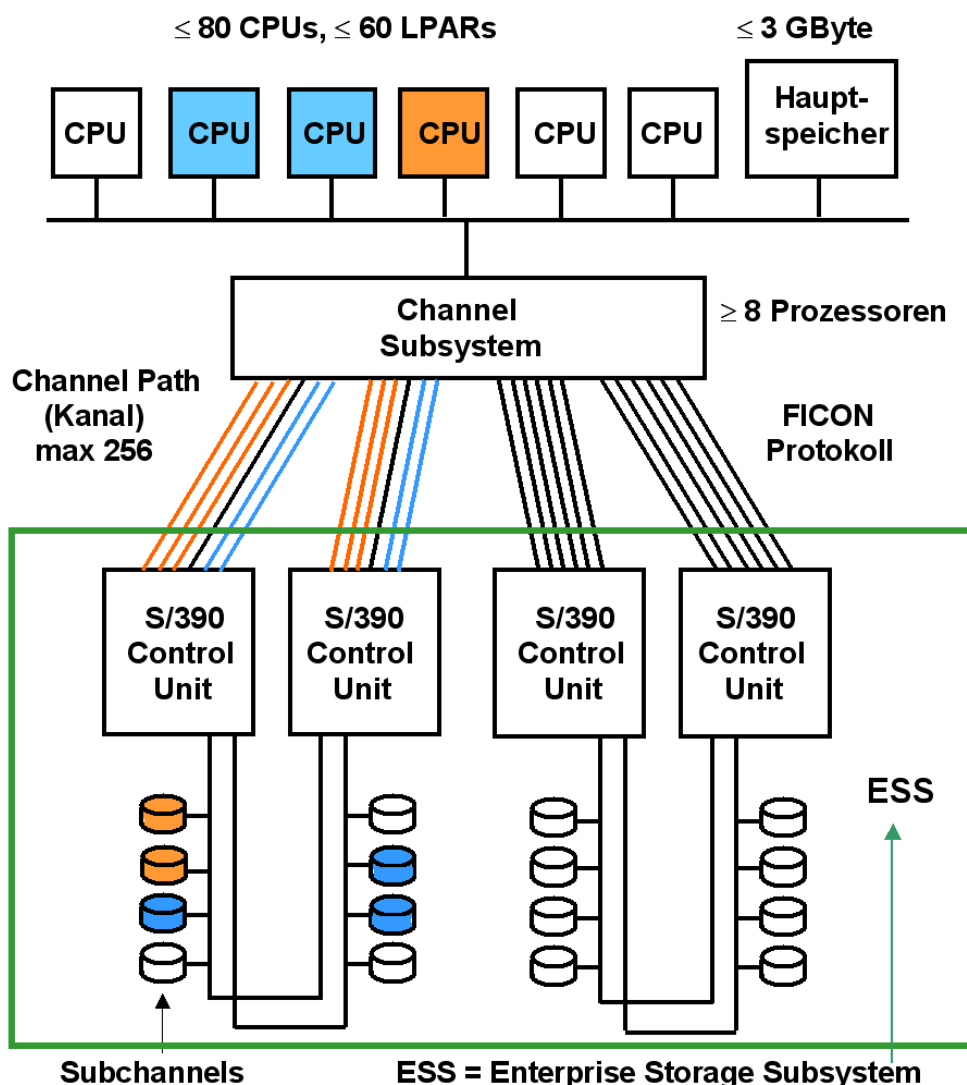 ≤ 80 CPUs, ≤ 60 LPARs
≤ 3 GByte
CPU
CPU
CPU
CPU
CPU
CPU
Haupt-
speicher
Channel
Subsystem
≥ 8 Prozessoren
Channel Path
(Kanal)
max 256
FICON
Protokoll
S/390
Control
Unit
S/390
Control
Unit
S/390
Control
Unit
S/390
Control
Unit
ESS
Subchannels
ESS = Enterprise Storage Subsystem